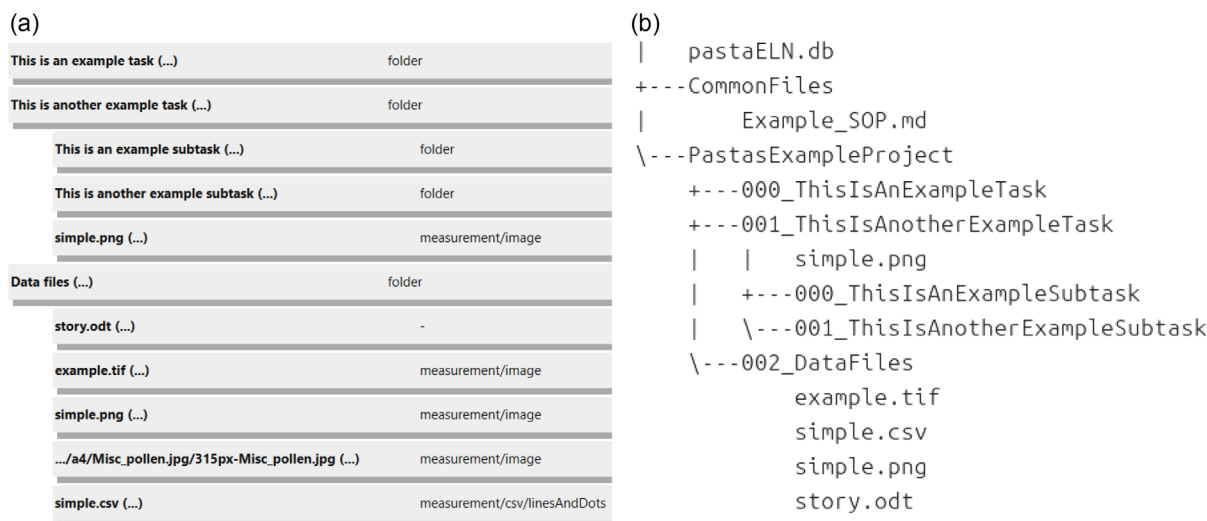 (a)
This is an example task (...) folder
This is another example task (...) folder
This is an example subtask (...) folder
This is another example subtask (...) folder
simple.png (...) measurement/image
Data files (...) folder
story.odt (...) -
example.tif (...) measurement/image
simple.png (...) measurement/image
.../a4/Misc_pollen.jpg/315px-Misc_pollen.jpg (...) measurement/image
simple.csv (...) measurement/csv/linesAndDots
(b)
|   pastaELN.db
+---CommonFiles
|       Example_SOP.md
\---PastasExampleProject
    +---000_ThisIsAnExampleTask
    +---001_ThisIsAnotherExampleTask
    |   |   simple.png
    |   +---000_ThisIsAnExampleSubtask
    |   \---001_ThisIsAnotherExampleSubtask
    \---002_DataFiles
            example.tif
            simple.csv
            simple.png
            story.odt